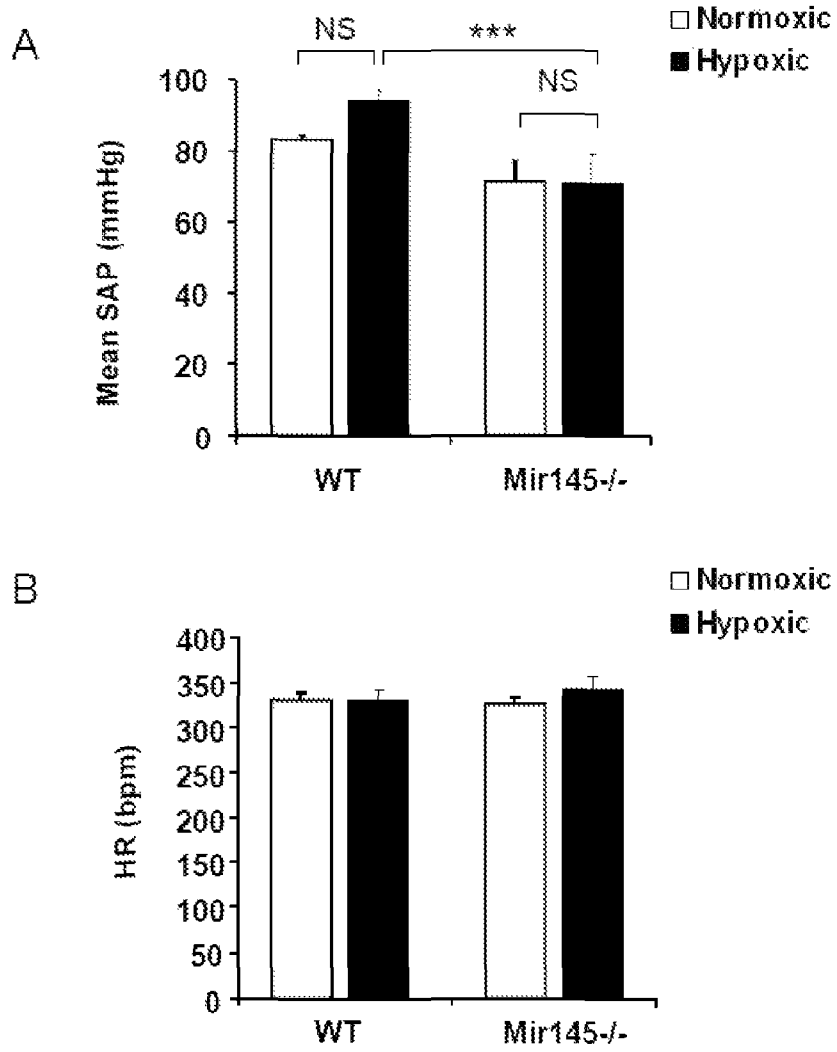 A
NS
***
NS
Normoxic
Hypoxic
Mean SAP (mmHg)
100
80
60
40
20
0
WT
Mir145-/-
B
Normoxic
Hypoxic
HR (bpm)
400
350
300
250
200
150
100
50
0
WT
Mir145-/-